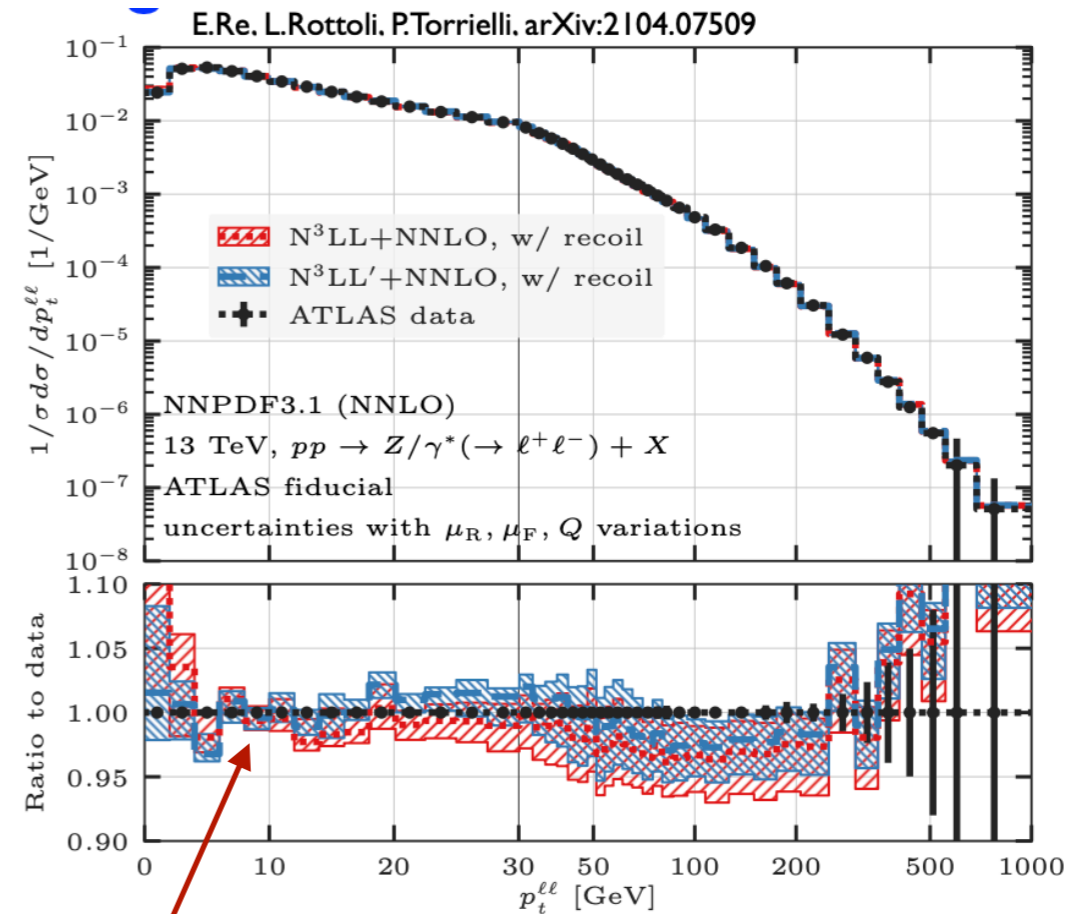 E.Re, L.Rottoli, P.Torrielli, arXiv:2104.07509
10⁻¹
10⁻²
10⁻³
10⁻⁴
10⁻⁵
10⁻⁶
10⁻⁷
10⁻⁸
1/σ dσ/dp_t^{ℓℓ} [1/GeV]
N³LL+NNLO, w/ recoil
N³LL′+NNLO, w/ recoil
ATLAS data
NNPDF3.1 (NNLO)
13 TeV, pp → Z/γ*(→ ℓ⁺ℓ⁻) + X
ATLAS fiducial
uncertainties with μ_R, μ_F, Q variations
1.10
1.05
1.00
0.95
0.90
Ratio to data
0 10 20 30 50 100 200 500 1000
p_t^{ℓℓ} [GeV]